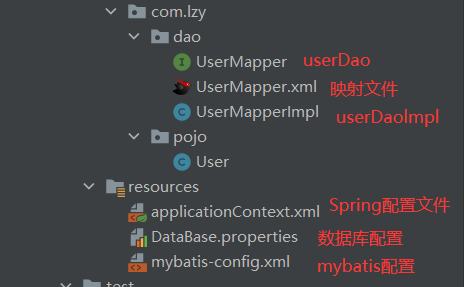 com.lzy
dao
UserMapper userDao
UserMapper.xml 映射文件
UserMapperImpl userDaoImpl
pojo
User
resources
applicationContext.xml Spring配置文件
DataBase.properties 数据库配置
mybatis-config.xml mybatis配置
test